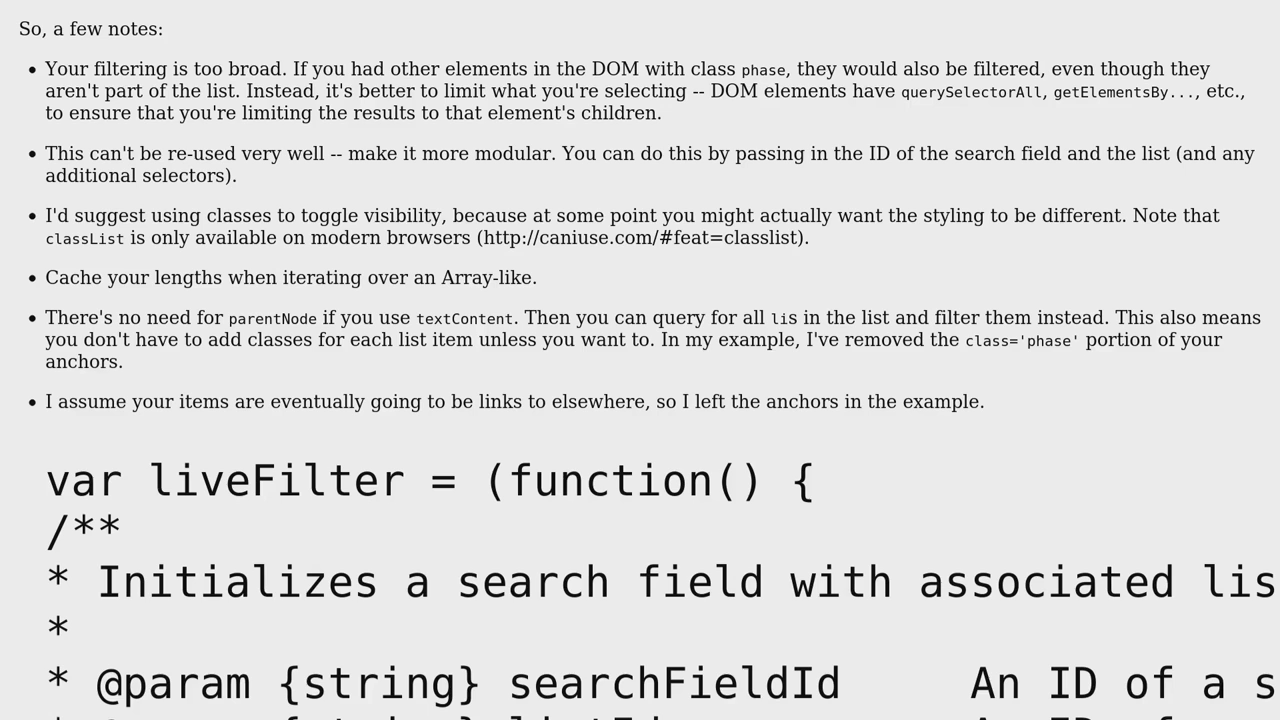 So, a few notes:
• Your filtering is too broad. If you had other elements in the DOM with class phase, they would also be filtered, even though they
aren't part of the list. Instead, it's better to limit what you're selecting -- DOM elements have querySelectorAll, getElementsBy..., etc.,
to ensure that you're limiting the results to that element's children.
• This can't be re-used very well -- make it more modular. You can do this by passing in the ID of the search field and the list (and any
additional selectors).
• I'd suggest using classes to toggle visibility, because at some point you might actually want the styling to be different. Note that
classList is only available on modern browsers (http://caniuse.com/#feat=classlist).
• Cache your lengths when iterating over an Array-like.
• There's no need for parentNode if you use textContent. Then you can query for all lis in the list and filter them instead. This also means
you don't have to add classes for each list item unless you want to. In my example, I've removed the class='phase' portion of your
anchors.
• I assume your items are eventually going to be links to elsewhere, so I left the anchors in the example.
var liveFilter = (function() {
/**
* Initializes a search field with associated lis
*
* @param {string} searchFieldId An ID of a s